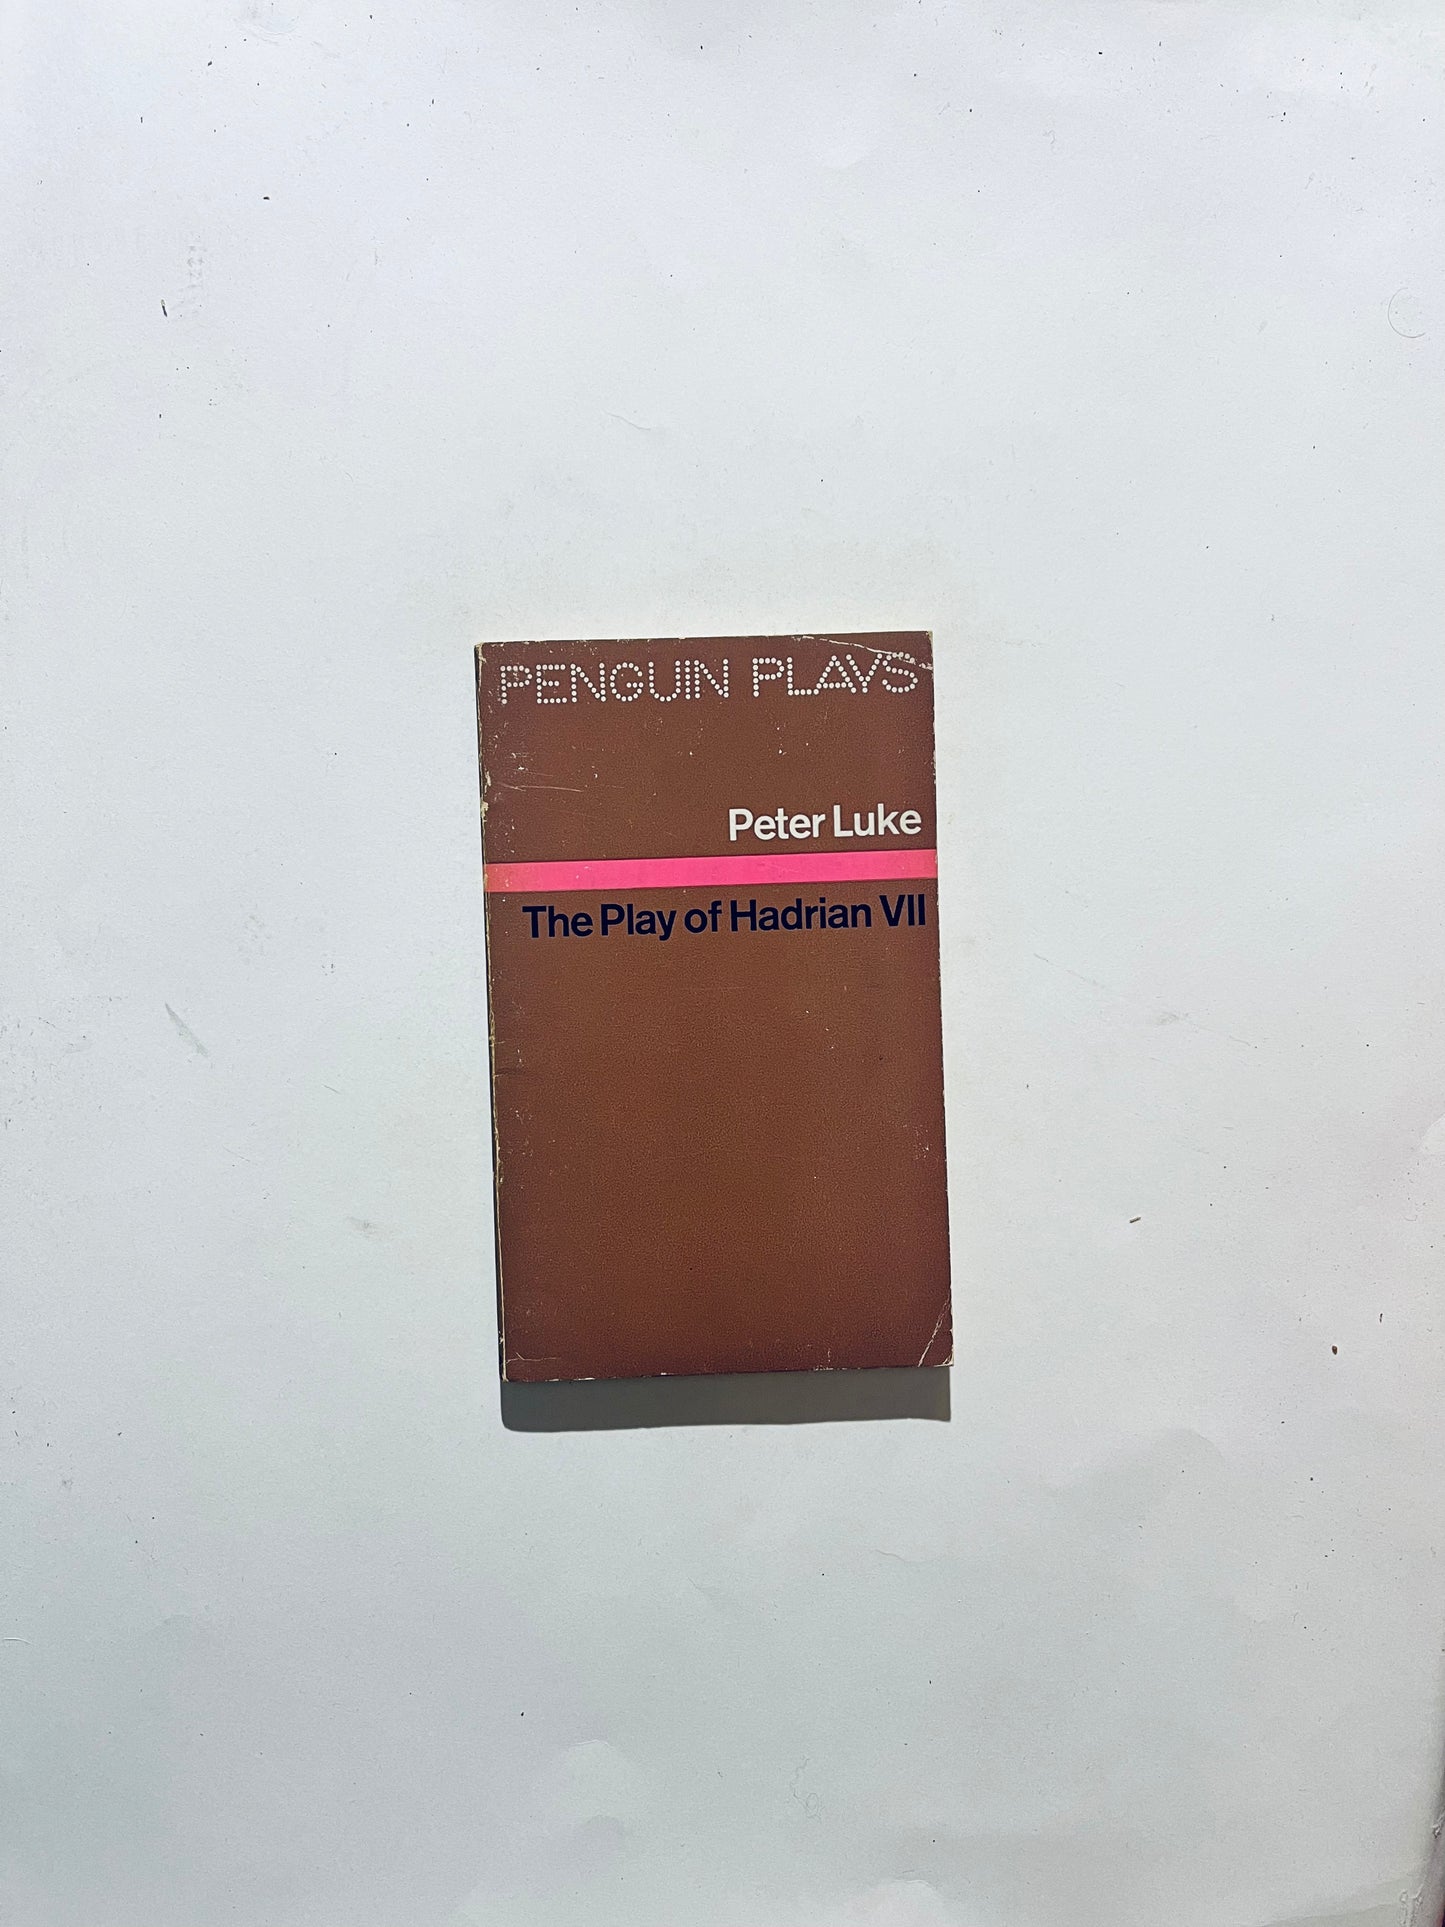 PENGUIN PLAYS
Peter Luke
The Play of Hadrian VII